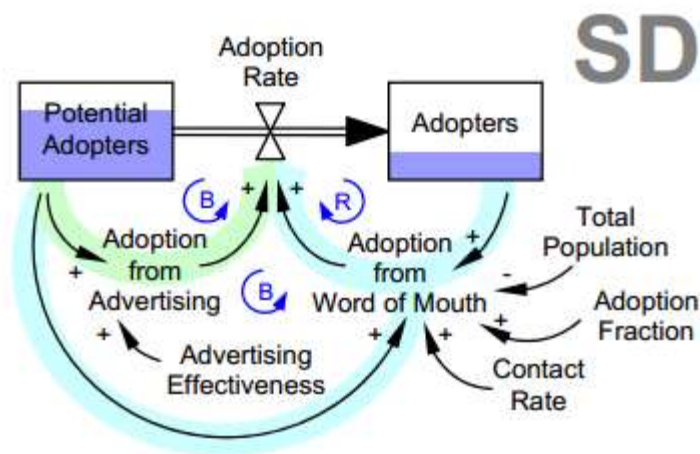 SD
Adoption
Rate
Potential
Adopters
Adopters
+
+
B
R
Adoption
from
Advertising
+
Adoption
from
Word of Mouth
+
Total
Population
-
B
Adoption
Fraction
+
+
+
+
Advertising
Effectiveness
Contact
Rate